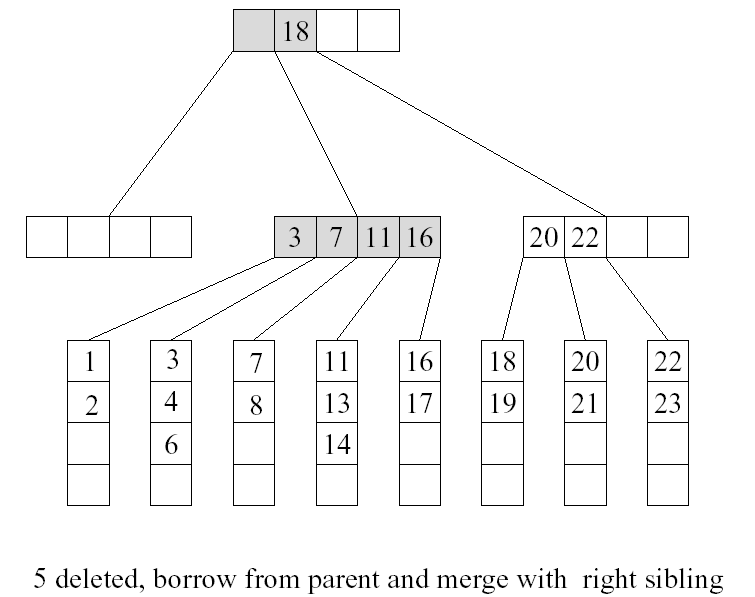 18
3 7 11 16 20 22
1 3 7 11 16 18 20 22
2 4 8 13 17 19 21 23
6 14
5 deleted, borrow from parent and merge with right sibling